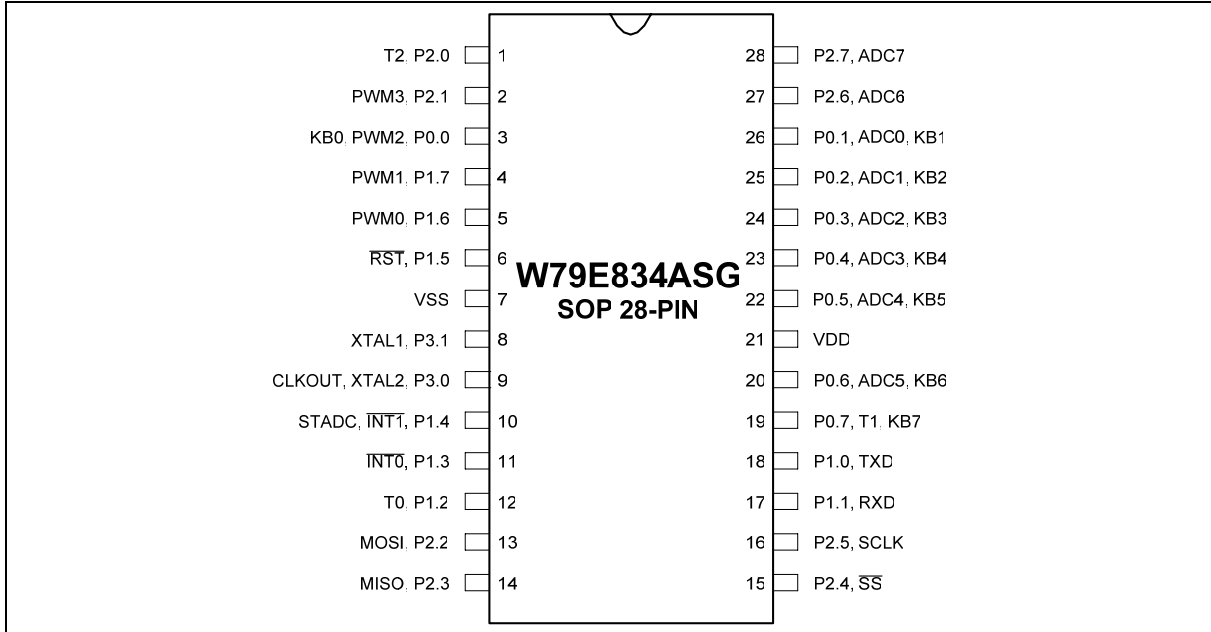 T2, P2.0 1
PWM3, P2.1 2
KB0, PWM2, P0.0 3
PWM1, P1.7 4
PWM0, P1.6 5
RST, P1.5 6
VSS 7
XTAL1, P3.1 8
CLKOUT, XTAL2, P3.0 9
STADC, INT1, P1.4 10
INT0, P1.3 11
T0, P1.2 12
MOSI, P2.2 13
MISO, P2.3 14
W79E834ASG
SOP 28-PIN
28 P2.7, ADC7
27 P2.6, ADC6
26 P0.1, ADC0, KB1
25 P0.2, ADC1, KB2
24 P0.3, ADC2, KB3
23 P0.4, ADC3, KB4
22 P0.5, ADC4, KB5
21 VDD
20 P0.6, ADC5, KB6
19 P0.7, T1, KB7
18 P1.0, TXD
17 P1.1, RXD
16 P2.5, SCLK
15 P2.4, SS